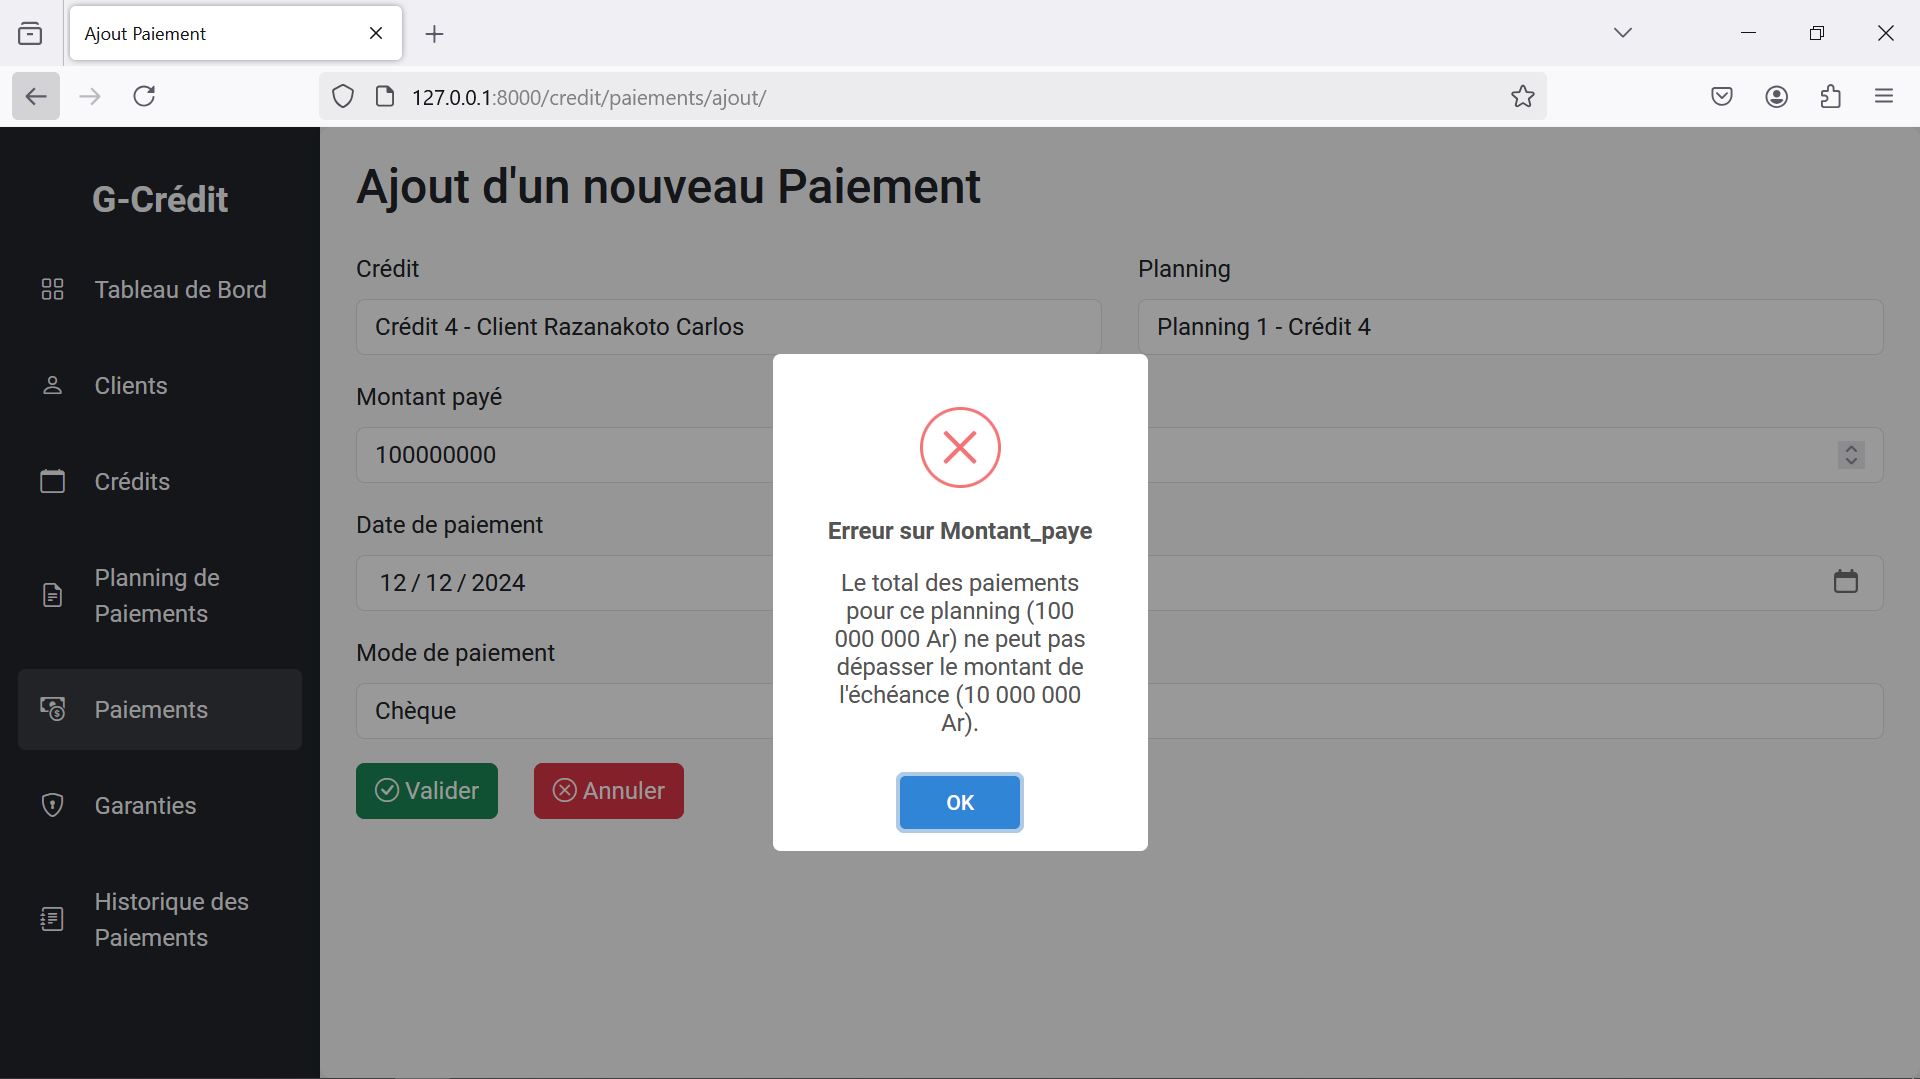 Ajout Paiement
127.0.0.1:8000/credit/paiements/ajout/
G-Crédit
Tableau de Bord
Clients
Crédits
Planning de
Paiements
Paiements
Garanties
Historique des
Paiements
Ajout d'un nouveau Paiement
Crédit
Planning
Crédit 4 - Client Razanakoto Carlos
Planning 1 - Crédit 4
Montant payé
100000000
Date de paiement
12 / 12 / 2024
Mode de paiement
Chèque
Valider
Annuler
Erreur sur Montant_paye
Le total des paiements
pour ce planning (100
000 000 Ar) ne peut pas
dépasser le montant de
l'échéance (10 000 000
Ar).
OK